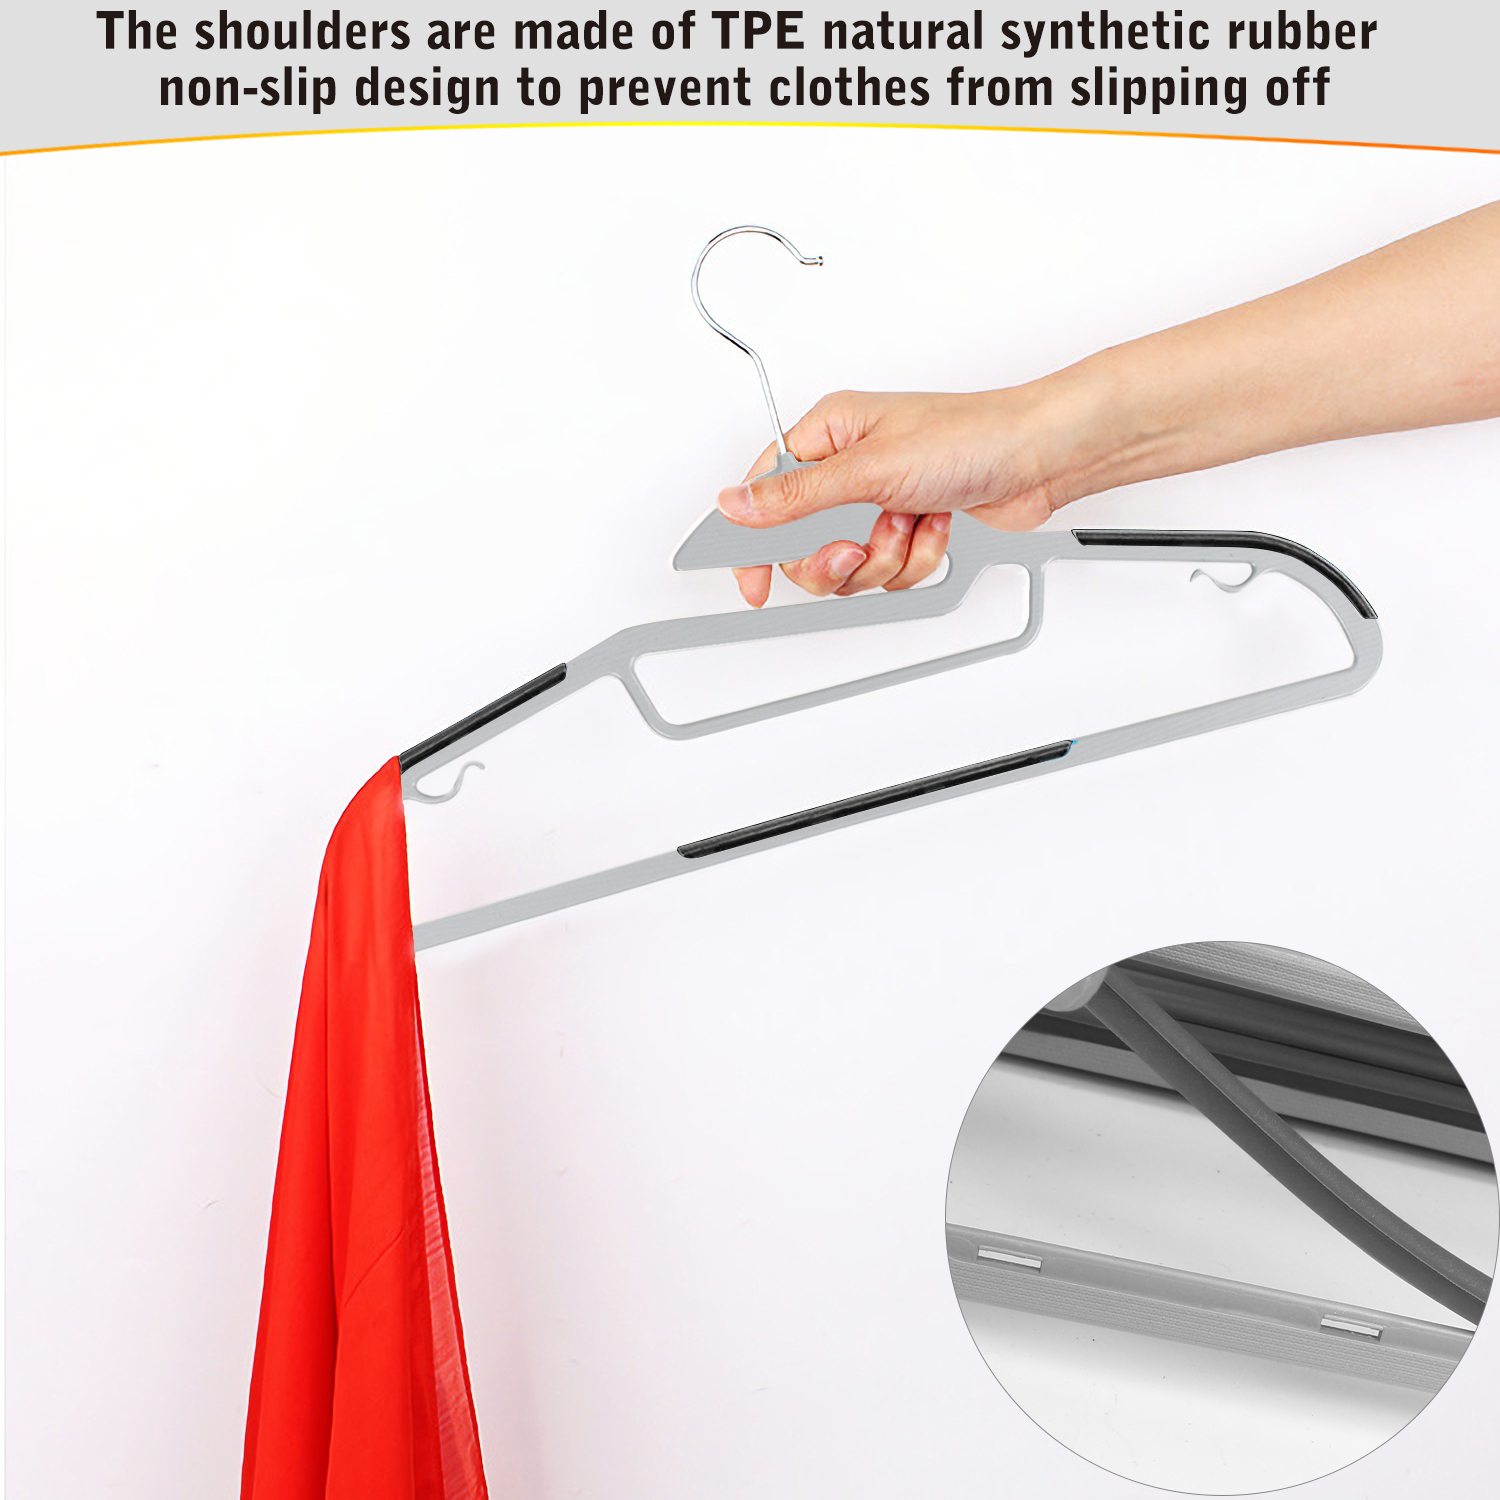 The shoulders are made of TPE natural synthetic rubber
non-slip design to prevent clothes from slipping off